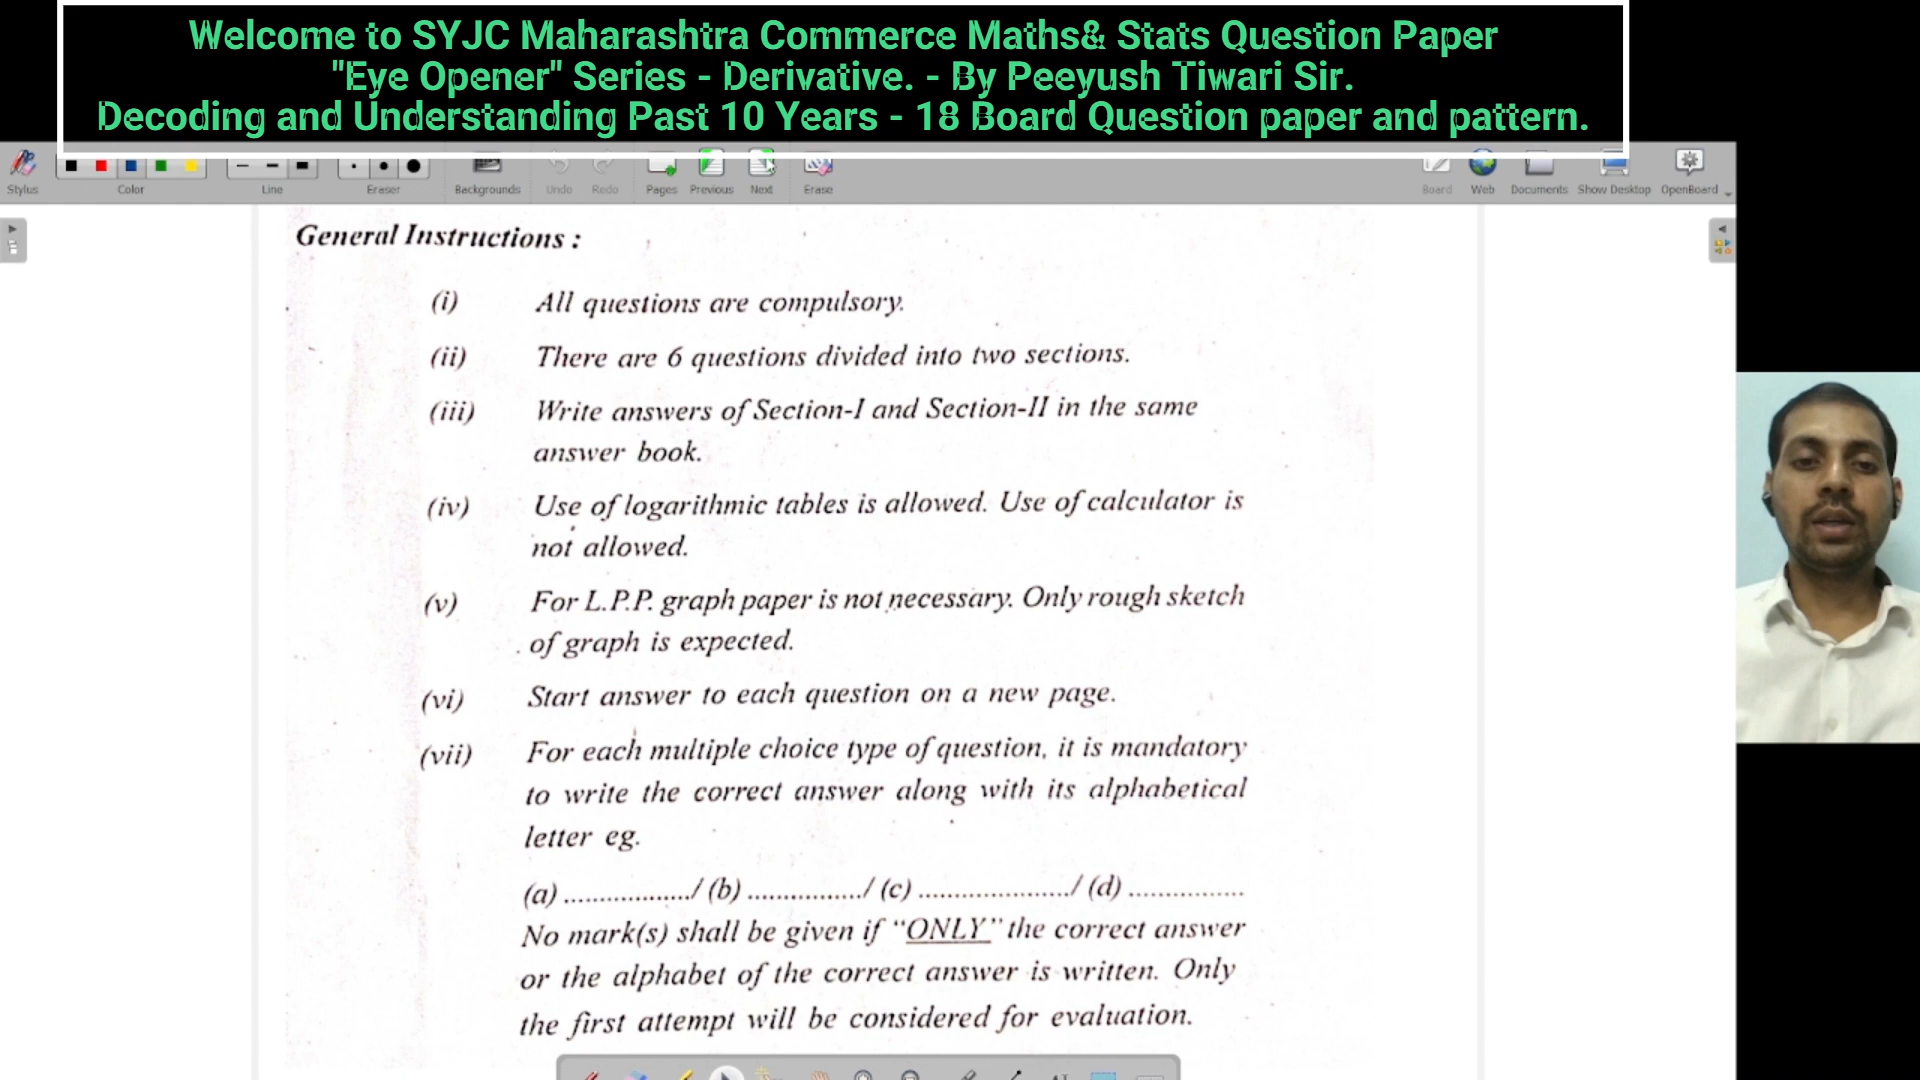 Welcome to SYJC Maharashtra Commerce Maths& Stats Question Paper
"Eye Opener" Series - Derivative. - By Peeyush Tiwari Sir.
Decoding and Understanding Past 10 Years - 18 Board Question paper and pattern.
Stylus Color Line Eraser Backgrounds Undo Redo Pages Previous Next Erase Board Web Documents Show Desktop OpenBoard
General Instructions :
(i) All questions are compulsory.
(ii) There are 6 questions divided into two sections.
(iii) Write answers of Section-I and Section-II in the same
answer book.
(iv) Use of logarithmic tables is allowed. Use of calculator is
not allowed.
(v) For L.P.P. graph paper is not necessary. Only rough sketch
of graph is expected.
(vi) Start answer to each question on a new page.
(vii) For each multiple choice type of question, it is mandatory
to write the correct answer along with its alphabetical
letter eg.
(a) ................./ (b) ................/ (c) ...................../ (d) ................
No mark(s) shall be given if “ONLY” the correct answer
or the alphabet of the correct answer is written. Only
the first attempt will be considered for evaluation.